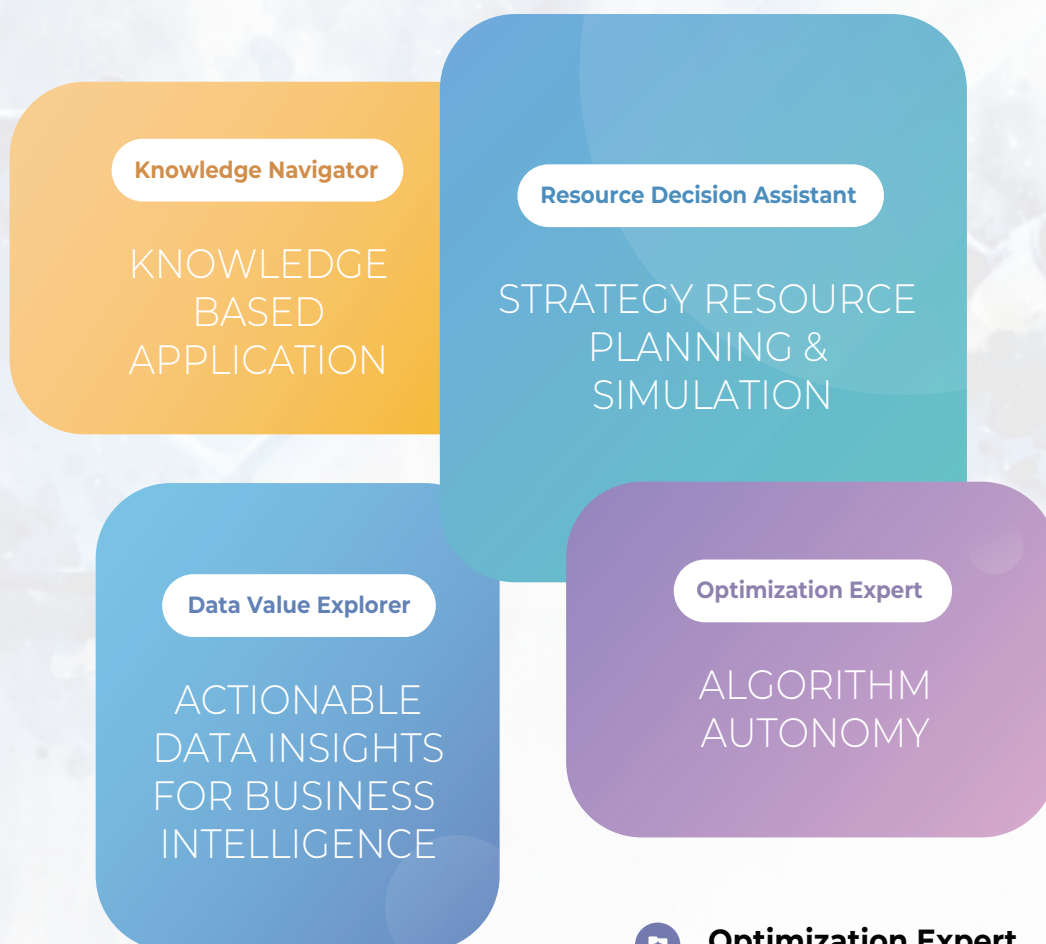 Knowledge Navigator
KNOWLEDGE
BASED
APPLICATION
Resource Decision Assistant
STRATEGY RESOURCE
PLANNING &
SIMULATION
Data Value Explorer
ACTIONABLE
DATA INSIGHTS
FOR BUSINESS
INTELLIGENCE
Optimization Expert
ALGORITHM
AUTONOMY
Optimization Expert